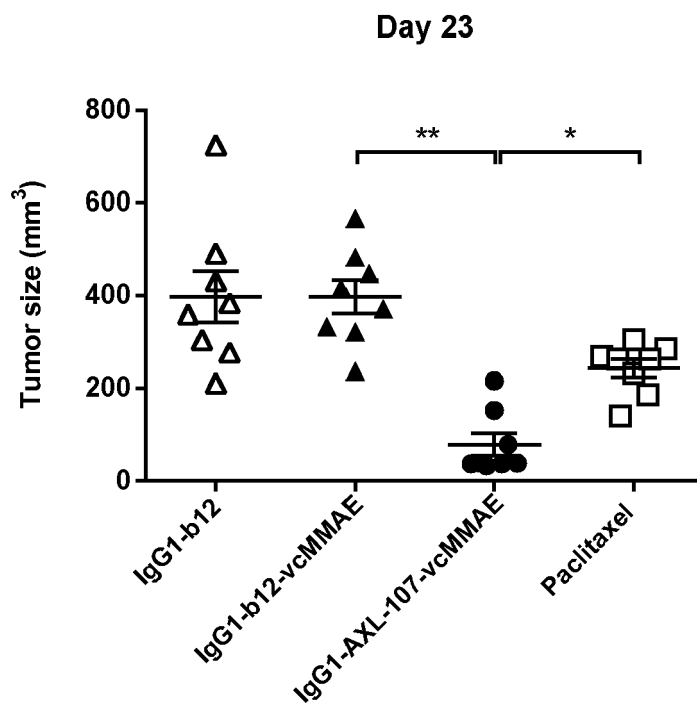 Day 23
Tumor size (mm³)
800
600
400
200
0
**
*
IgG1-b12
IgG1-b12-vcMMAE
IgG1-AXL-107-vcMMAE
Paclitaxel